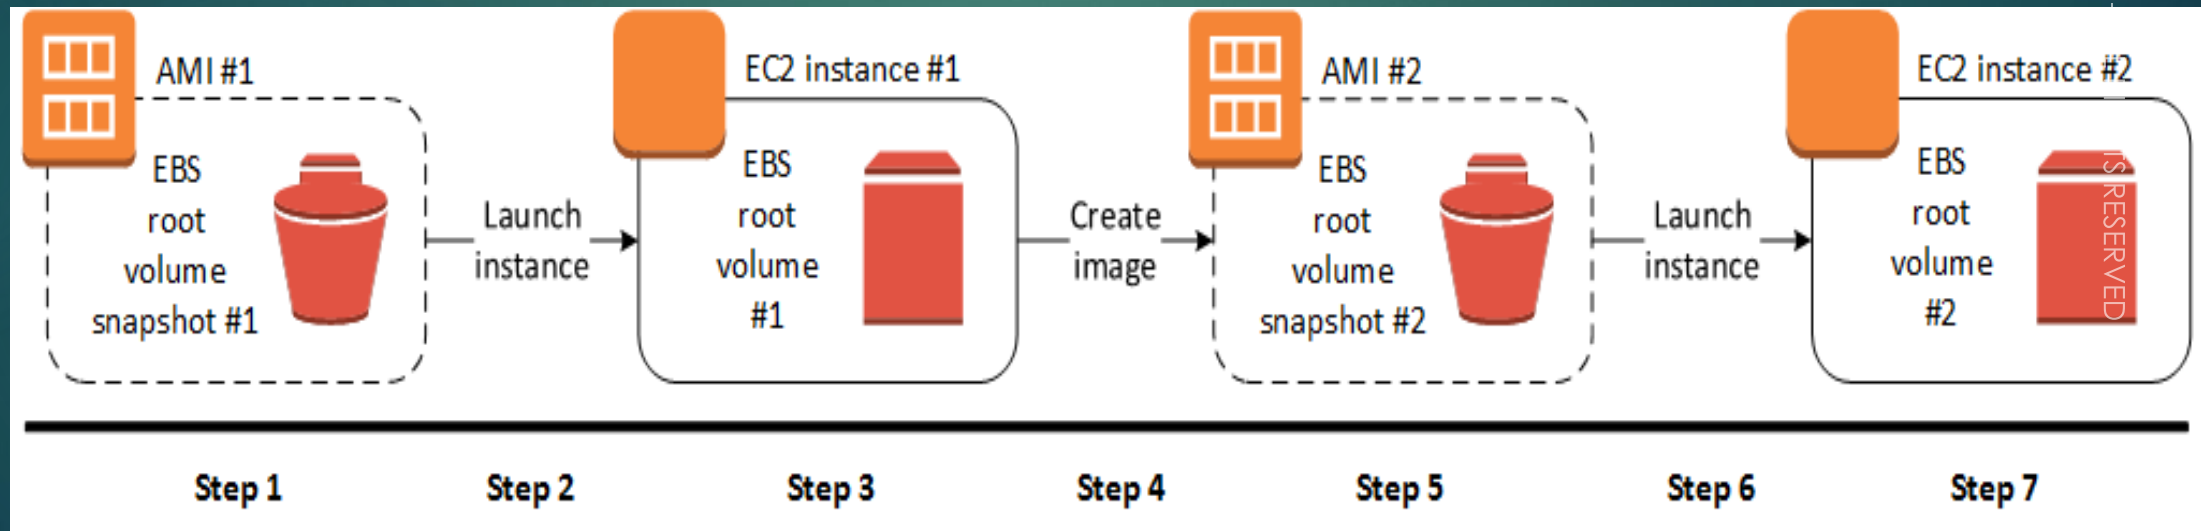 AMI #1
EBS
root
volume
snapshot #1
Launch
instance
EC2 instance #1
EBS
root
volume
#1
Create
image
AMI #2
EBS
root
volume
snapshot #2
Launch
instance
EC2 instance #2
EBS
root
volume
#2
RESERVED
Step 1
Step 2
Step 3
Step 4
Step 5
Step 6
Step 7